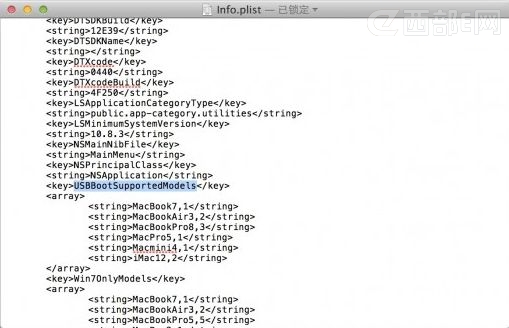 Info.plist — 已锁定
西部e网
<key>DTSDKBuild</key>
<string>12E39</string>
<key>DTSDKName</key>
<string></string>
<key>DTXcode</key>
<string>0440</string>
<key>DTXcodeBuild</key>
<string>4F250</string>
<key>LSApplicationCategoryType</key>
<string>public.app-category.utilities</string>
<key>LSMinimumSystemVersion</key>
<string>10.8.3</string>
<key>NSMainNibFile</key>
<string>MainMenu</string>
<key>NSPrincipalClass</key>
<string>NSApplication</string>
<key>USBBootSupportedModels</key>
<array>
<string>MacBook7,1</string>
<string>MacBookAir3,2</string>
<string>MacBookPro8,3</string>
<string>MacPro5,1</string>
<string>Macmini4,1</string>
<string>iMac12,2</string>
</array>
<key>Win7OnlyModels</key>
<array>
<string>MacBook7,1</string>
<string>MacBookAir3,2</string>
<string>MacBookPro5,5</string>